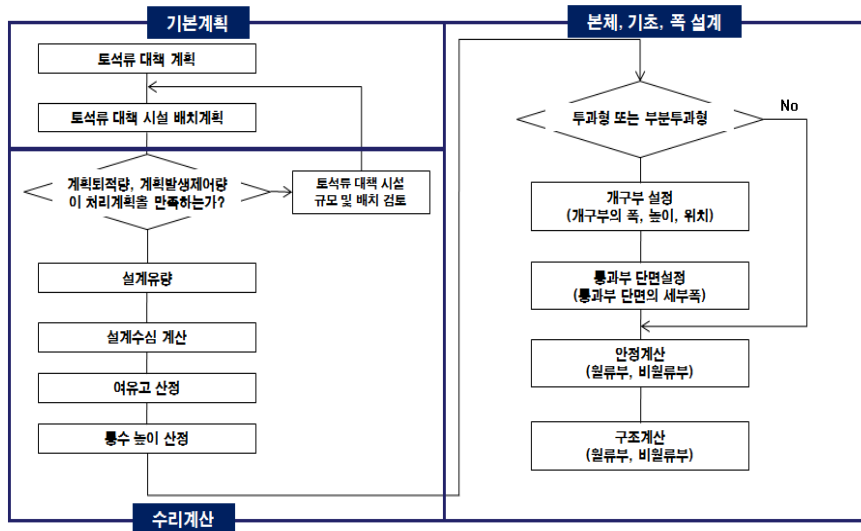 기본계획
토석류 대책 계획
토석류 대책 시설 배치계획
계획퇴적량, 계획발생제어량
이 처리계획을 만족하는가?
토석류 대책 시설
규모 및 배치 검토
설계유량
설계수심 계산
여유고 산정
통수 높이 산정
수리계산
본체, 기초, 폭 설계
투과형 또는 부분투과형
No
개구부 설정
(개구부의 폭, 높이, 위치)
통과부 단면설정
(통과부 단면의 세부폭)
안정계산
(월류부, 비월류부)
구조계산
(월류부, 비월류부)